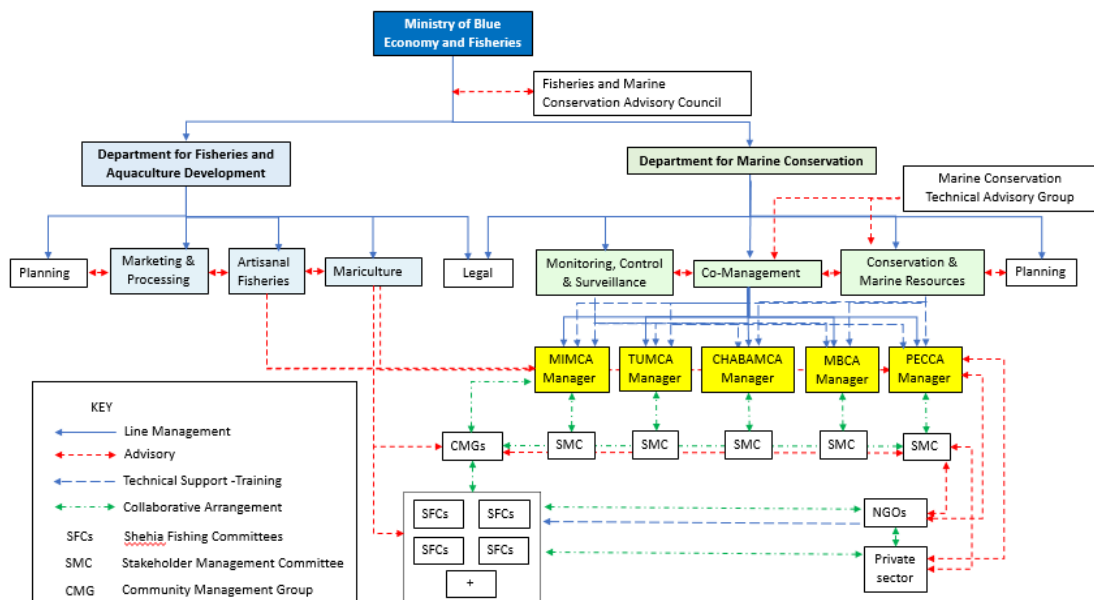 Ministry of Blue
Economy and Fisheries
Fisheries and Marine
Conservation Advisory Council
Department for Fisheries and
Aquaculture Development
Department for Marine Conservation
Marine Conservation
Technical Advisory Group
Planning
Marketing &
Processing
Artisanal
Fisheries
Mariculture
Legal
Monitoring, Control
& Surveillance
Co-Management
Conservation &
Marine Resources
Planning
MIMCA
Manager
TUMCA
Manager
CHABAMCA
Manager
MBCA
Manager
PECCA
Manager
CMGs
SMC
SMC
SMC
SMC
SMC
SFCs
SFCs
SFCs
SFCs
+
NGOs
Private
sector
KEY
Line Management
Advisory
Technical Support -Training
Collaborative Arrangement
SFCs Shehia Fishing Committees
SMC Stakeholder Management Committee
CMG Community Management Group